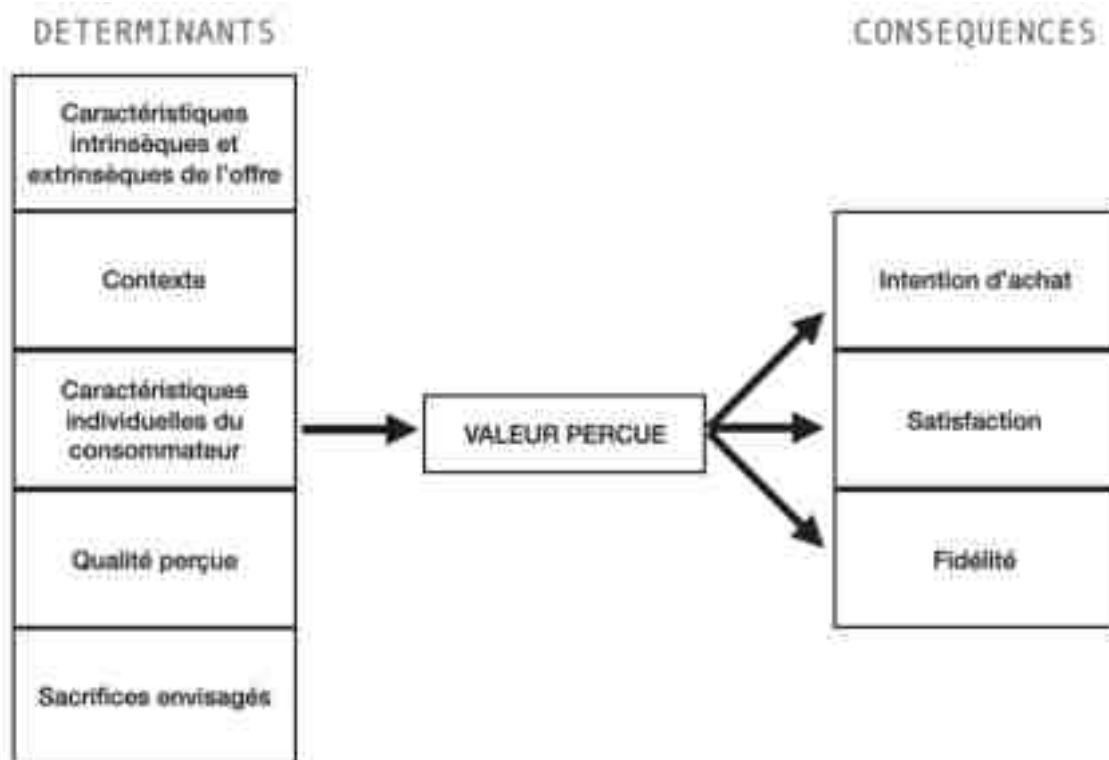 DETERMINANTS
Caractéristiques
intrinsèques et
extrinsèques de l'offre
Contexte
Caractéristiques
individuelles du
consommateur
Qualité perçue
Sacrifices envisagés
VALEUR PERCUE
CONSEQUENCES
Intention d'achat
Satisfaction
Fidélité